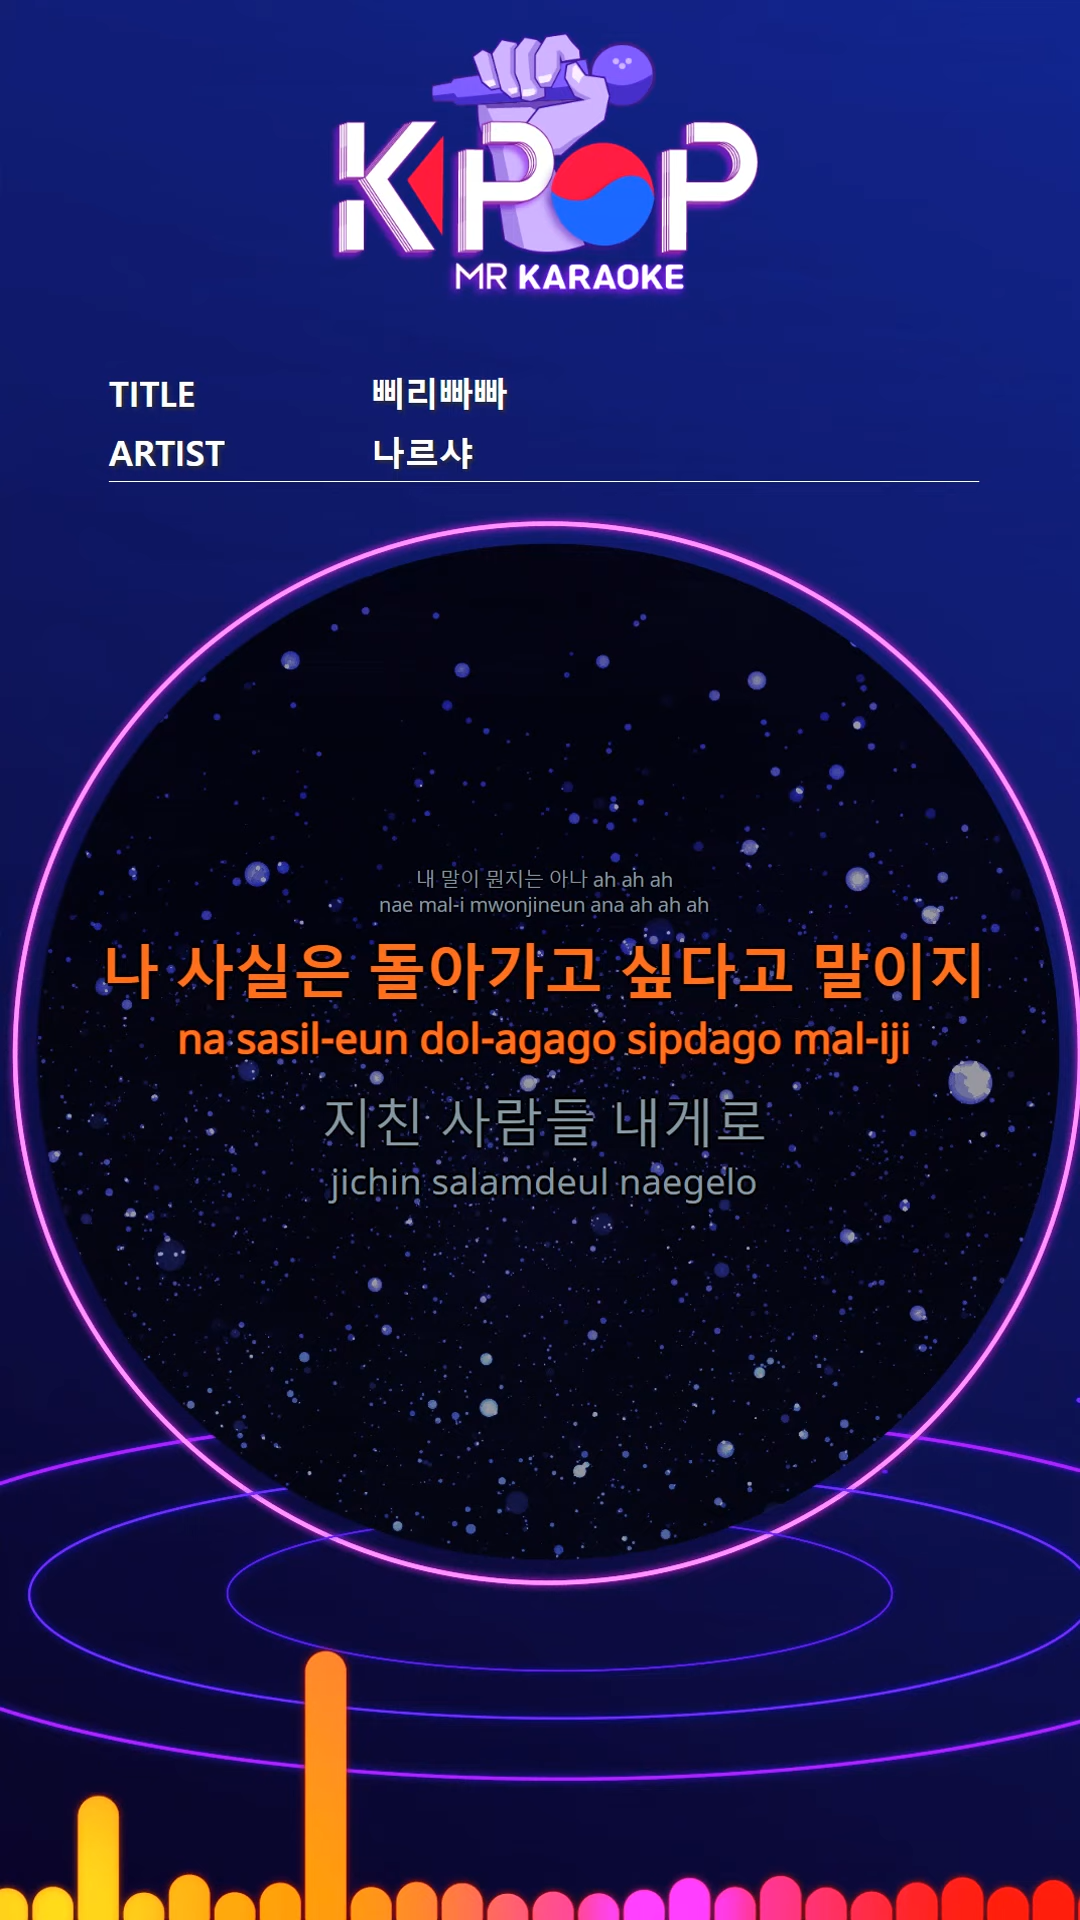 KPOP
MR KARAOKE
TITLE 삐리빠빠
ARTIST 나르샤
내 말이 뭔지는 아나 ah ah ah
nae mal-i mwonjineun ana ah ah ah
나 사실은 돌아가고 싶다고 말이지
na sasil-eun dol-agago sipdago mal-iji
지친 사람들 내게로
jichin salamdeul naegelo